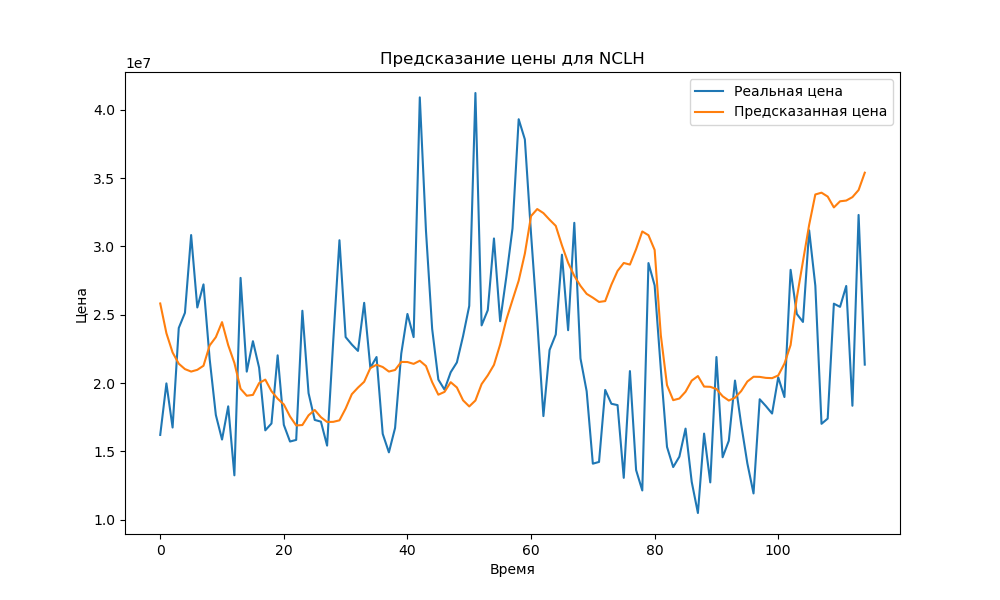 Предсказание цены для NCLH
1e7
Реальная цена
Предсказанная цена
4.0
3.5
3.0
2.5
2.0
1.5
1.0
Цена
0 20 40 60 80 100
Время